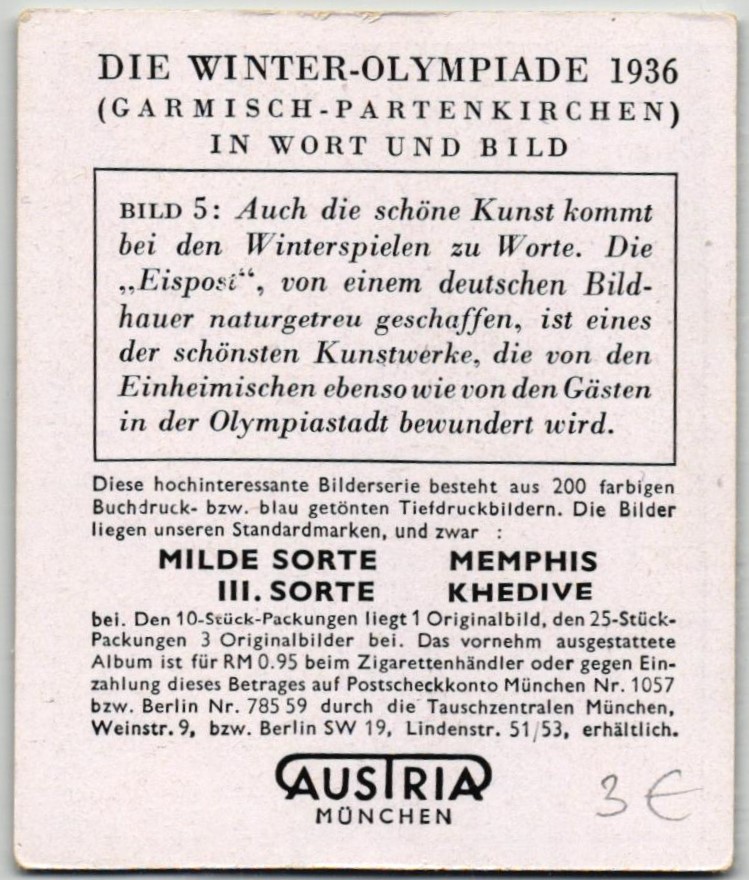 DIE WINTER-OLYMPIADE 1936
(GARMISCH-PARTENKIRCHEN)
IN WORT UND BILD
BILD 5: Auch die schöne Kunst kommt
bei den Winterspielen zu Worte. Die
„Eispost“, von einem deutschen Bild-
hauer naturgetreu geschaffen, ist eines
der schönsten Kunstwerke, die von den
Einheimischen ebenso wie von den Gästen
in der Olympiastadt bewundert wird.
Diese hochinteressante Bilderserie besteht aus 200 farbigen
Buchdruck- bzw. blau getönten Tiefdruckbildern. Die Bilder
liegen unseren Standardmarken, und zwar :
MILDE SORTE MEMPHIS
III. SORTE KHEDIVE
bei. Den 10-Stück-Packungen liegt 1 Originalbild, den 25-Stück-
Packungen 3 Originalbilder bei. Das vornehm ausgestattete
Album ist für RM 0.95 beim Zigarettenhändler oder gegen Ein-
zahlung dieses Betrages auf Postscheckkonto München Nr. 1057
bzw. Berlin Nr. 785 59 durch die Tauschzentralen München,
Weinstr. 9, bzw. Berlin SW 19, Lindenstr. 51/53, erhältlich.
AUSTRIA
MÜNCHEN
3 €